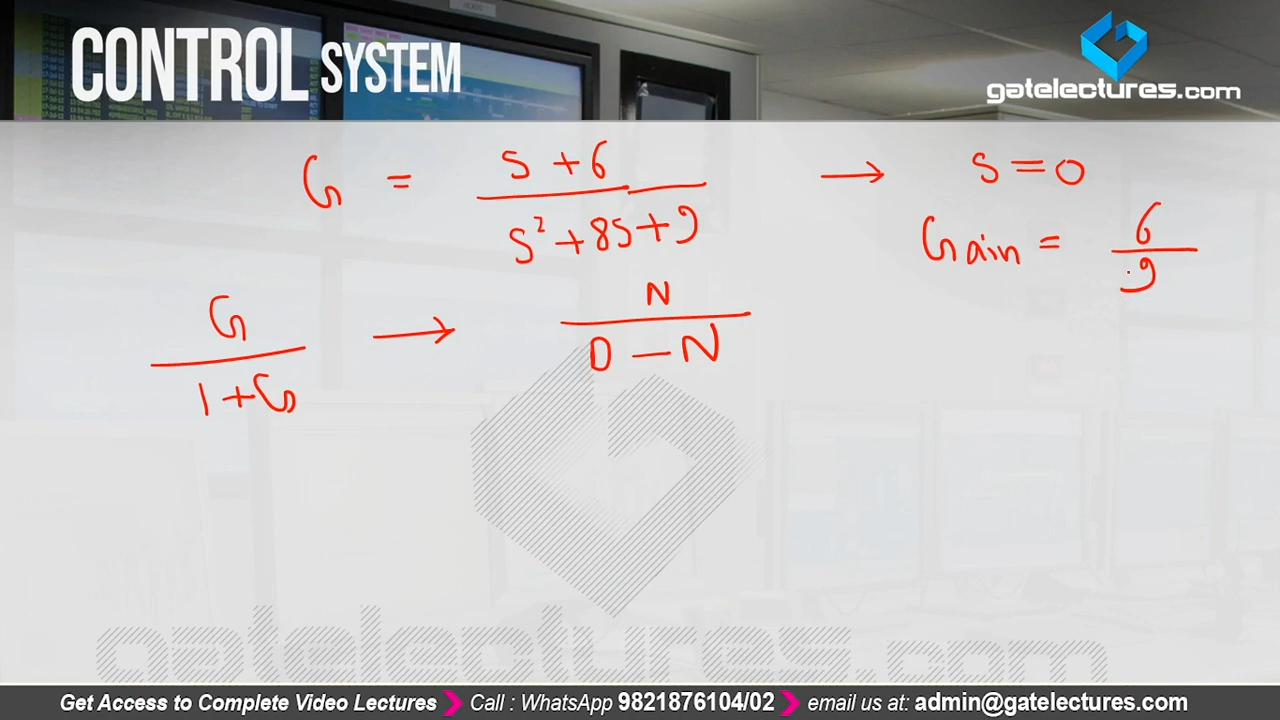 CONTROL SYSTEM
gatelectures.com
G = S + 6 / S² + 8S + 9 → S = 0
Gain = 6 / 9
G / 1 + G → N / D — N
gatelectures.com
Get Access to Complete Video Lectures Call : WhatsApp 9821876104/02 email us at: admin@gatelectures.com